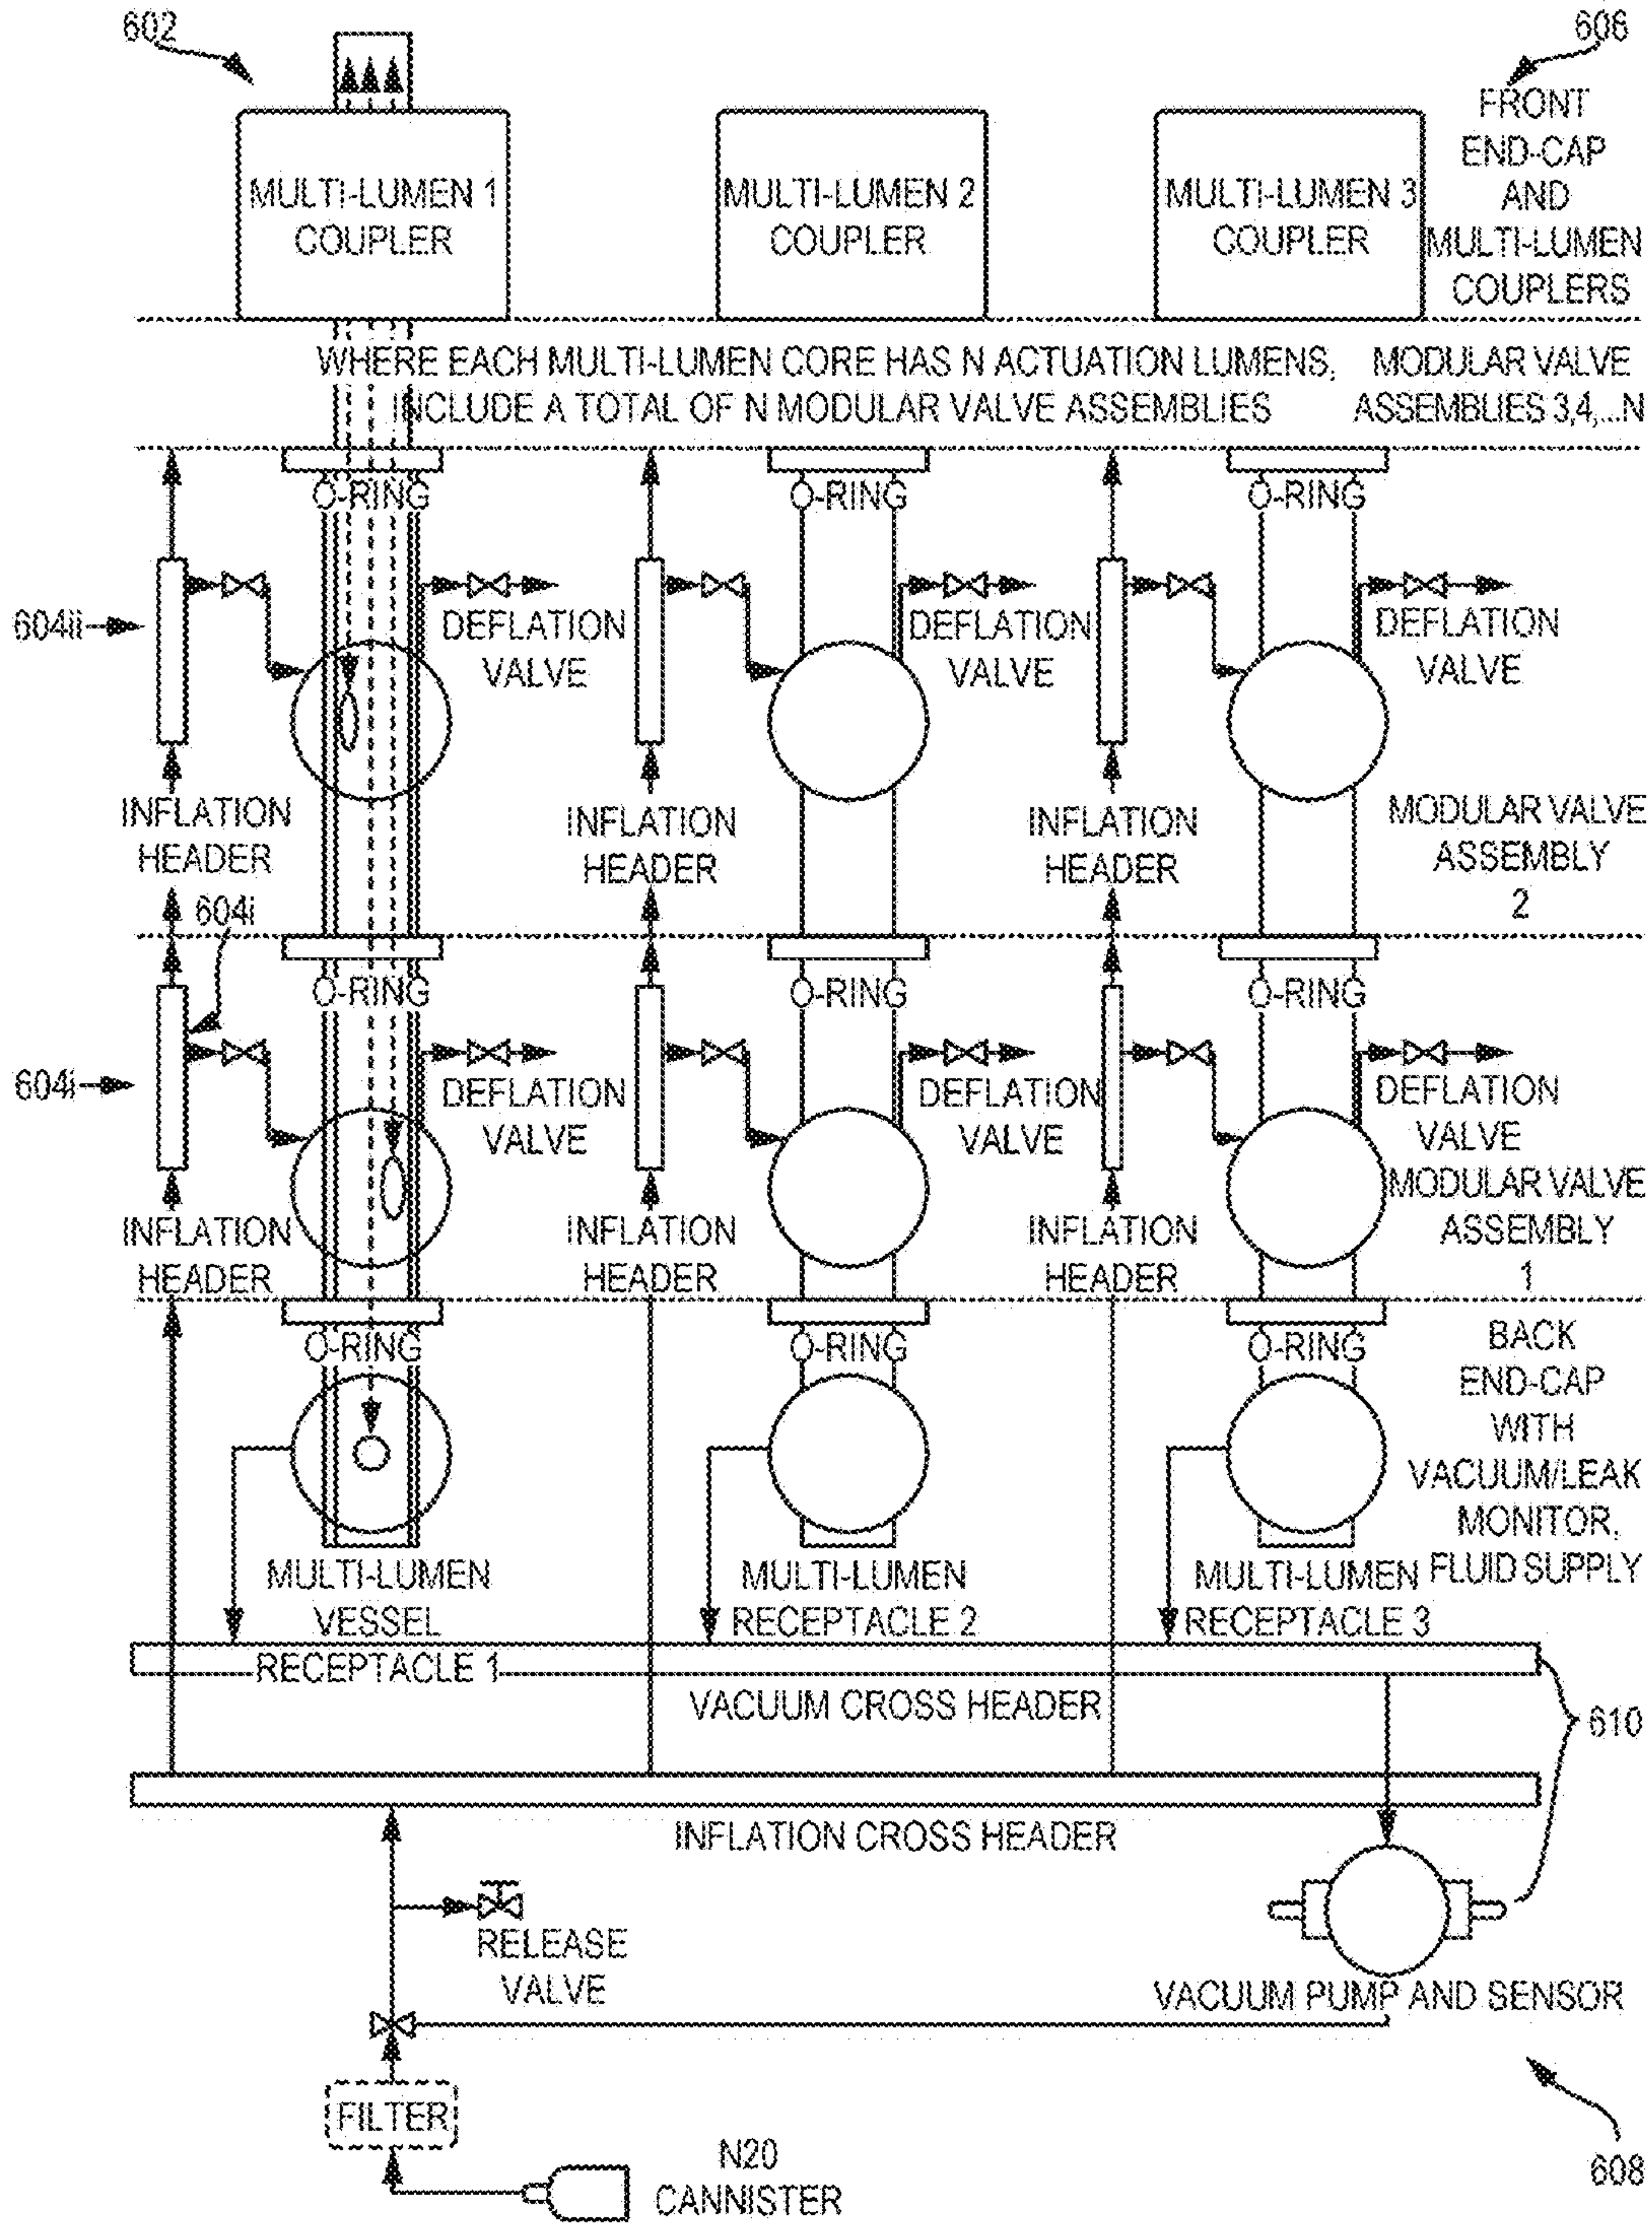 602
606
FRONT
END-CAP
AND
MULTI-LUMEN
COUPLERS
MULTI-LUMEN 1
COUPLER
MULTI-LUMEN 2
COUPLER
MULTI-LUMEN 3
COUPLER
WHERE EACH MULTI-LUMEN CORE HAS N ACTUATION LUMENS,
INCLUDE A TOTAL OF N MODULAR VALVE ASSEMBLIES
MODULAR VALVE
ASSEMBLIES 3,4,...N
O-RING
O-RING
O-RING
604ii
DEFLATION
VALVE
DEFLATION
VALVE
DEFLATION
VALVE
INFLATION
HEADER
INFLATION
HEADER
INFLATION
HEADER
MODULAR VALVE
ASSEMBLY
2
604i
O-RING
O-RING
O-RING
604i
DEFLATION
VALVE
DEFLATION
VALVE
DEFLATION
VALVE
INFLATION
HEADER
INFLATION
HEADER
INFLATION
HEADER
MODULAR VALVE
ASSEMBLY
1
O-RING
O-RING
O-RING
BACK
END-CAP
WITH
VACUUM/LEAK
MONITOR,
FLUID SUPPLY
MULTI-LUMEN
VESSEL
RECEPTACLE 1
MULTI-LUMEN
RECEPTACLE 2
MULTI-LUMEN
RECEPTACLE 3
VACUUM CROSS HEADER
610
INFLATION CROSS HEADER
RELEASE
VALVE
VACUUM PUMP AND SENSOR
FILTER
N20
CANNISTER
608